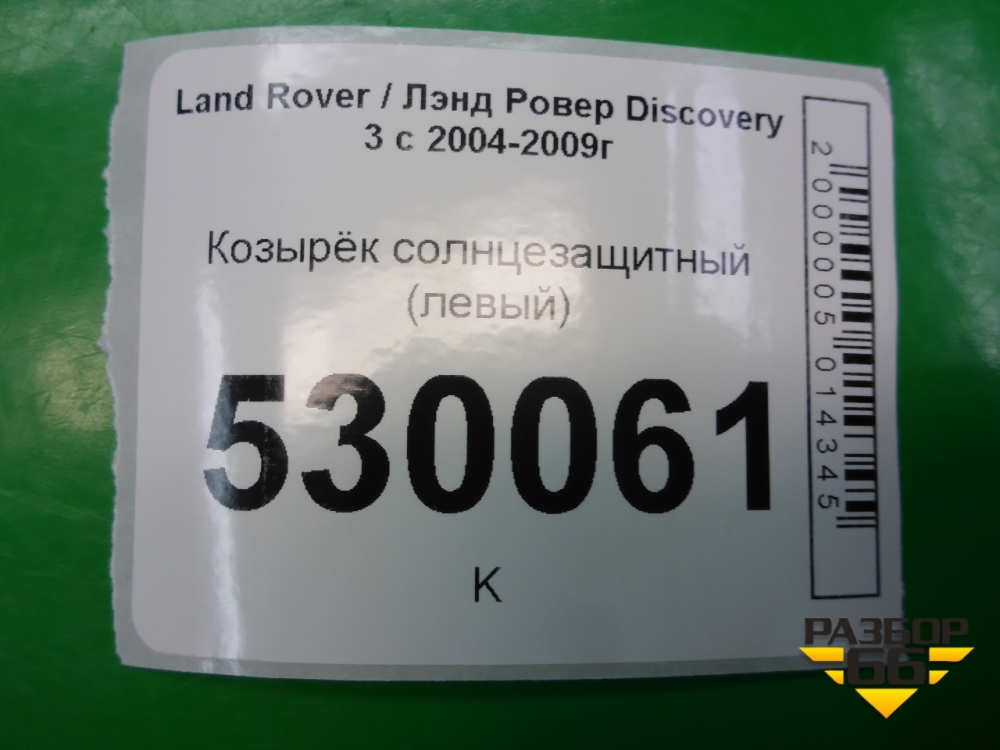 Land Rover / Лэнд Ровер Discovery
3 с 2004-2009г
Козырёк солнцезащитный
(левый)
530061
К
2000005014345
РАЗБОР
66